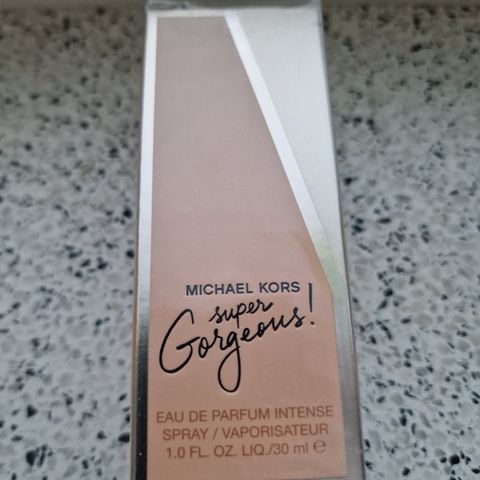 MICHAEL KORS
super
Gorgeous!
EAU DE PARFUM INTENSE
SPRAY / VAPORISATEUR
1.0 FL. OZ. LIQ./30 ml ℮